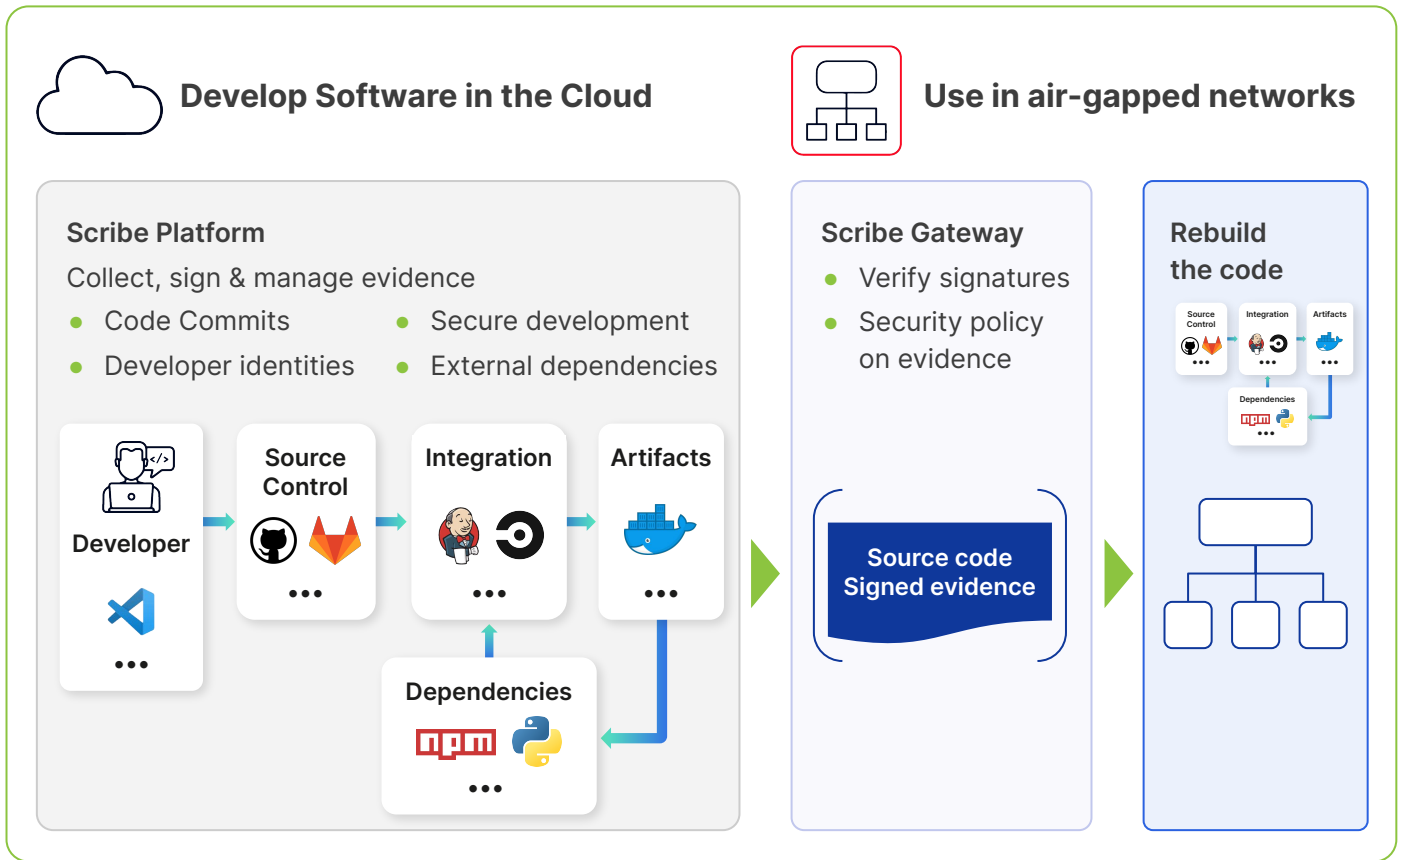 Develop Software in the Cloud
Use in air-gapped networks
Scribe Platform
Collect, sign & manage evidence
Code Commits
Developer identities
Secure development
External dependencies
Developer
</>
...
Source
Control
...
Integration
...
Artifacts
...
Dependencies
npm
...
Scribe Gateway
Verify signatures
Security policy
on evidence
Source code
Signed evidence
Rebuild
the code
Source
Control
...
Integration
...
Artifacts
...
Dependencies
npm
...